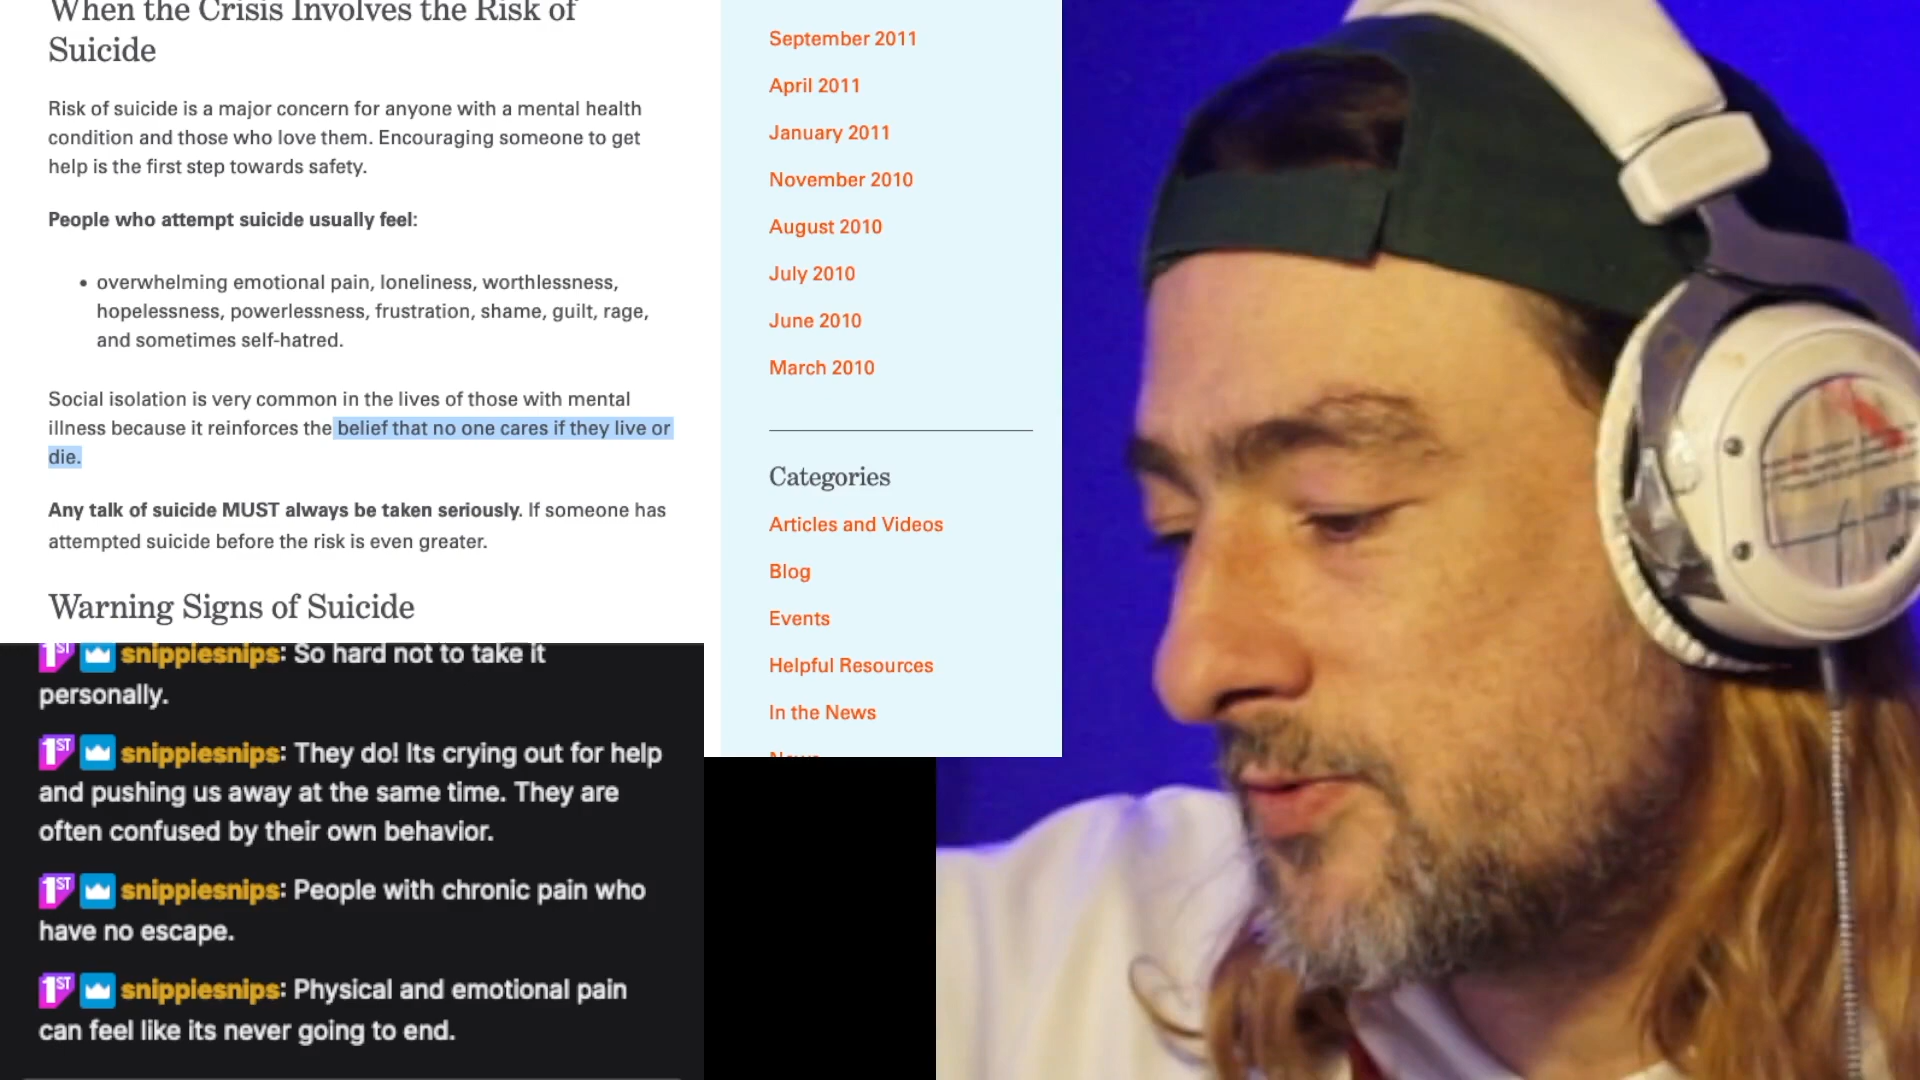 When the Crisis Involves the Risk of
Suicide
Risk of suicide is a major concern for anyone with a mental health
condition and those who love them. Encouraging someone to get
help is the first step towards safety.
People who attempt suicide usually feel:
• overwhelming emotional pain, loneliness, worthlessness,
hopelessness, powerlessness, frustration, shame, guilt, rage,
and sometimes self-hatred.
Social isolation is very common in the lives of those with mental
illness because it reinforces the belief that no one cares if they live or
die.
Any talk of suicide MUST always be taken seriously. If someone has
attempted suicide before the risk is even greater.
Warning Signs of Suicide
September 2011
April 2011
January 2011
November 2010
August 2010
July 2010
June 2010
March 2010
Categories
Articles and Videos
Blog
Events
Helpful Resources
In the News
1ST snippiesnips: So hard not to take it
personally.
1ST snippiesnips: They do! Its crying out for help
and pushing us away at the same time. They are
often confused by their own behavior.
1ST snippiesnips: People with chronic pain who
have no escape.
1ST snippiesnips: Physical and emotional pain
can feel like its never going to end.